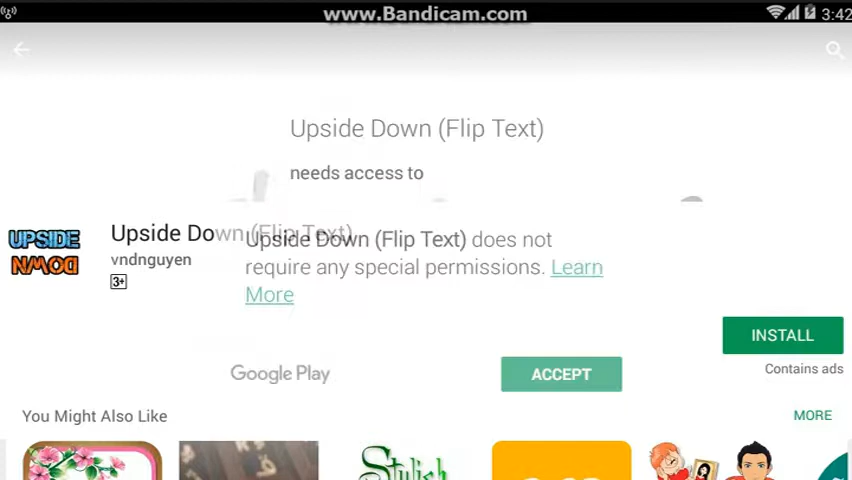 www.Bandicam.com
3:42
Upside Down (Flip Text)
needs access to
UPSIDE
DOWN
Upside Down (Flip Text)
vndnguyen
3+
Upside Down (Flip Text) does not
require any special permissions. Learn
More
INSTALL
Contains ads
Google Play
ACCEPT
You Might Also Like
MORE
Stylish